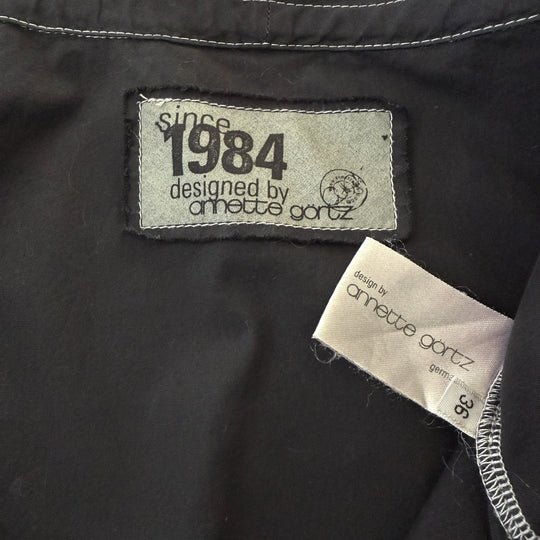 since
1984
designed by
annette görtz
design by
annette görtz
36